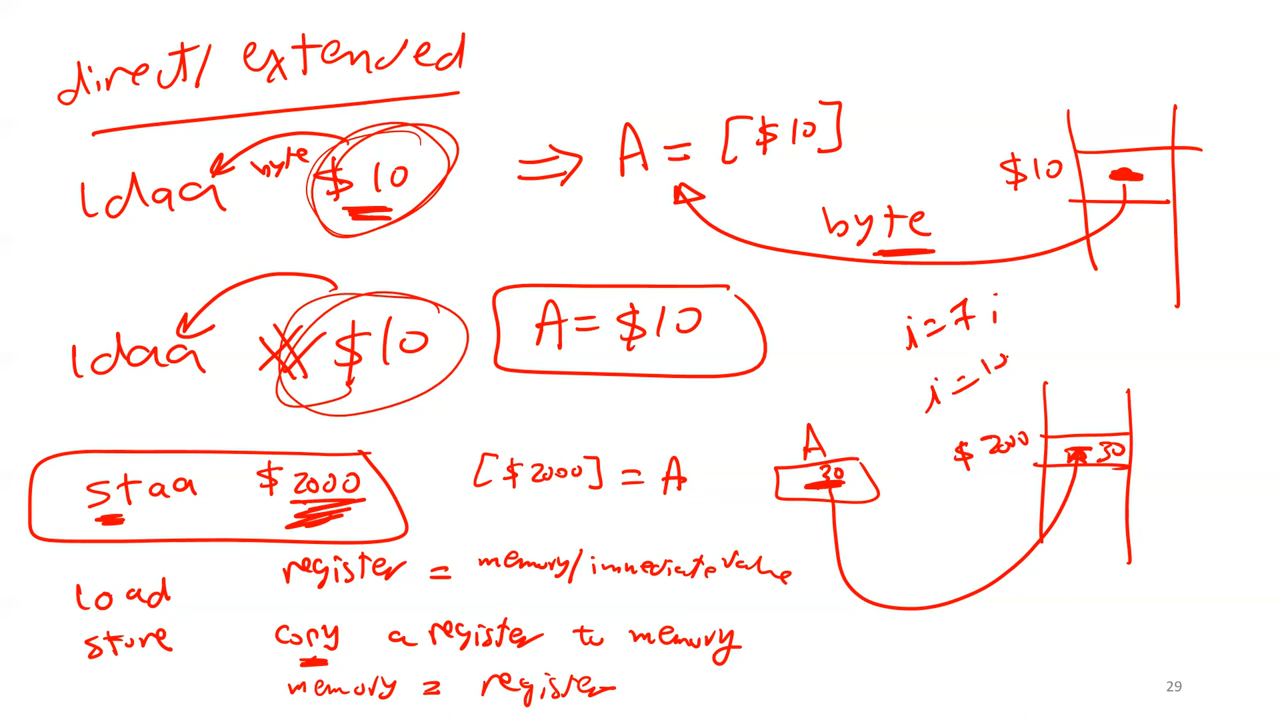 direct/ extended
ldaa byte $10 ⇒ A = [$10]
$10
byte
ldaa # $10
A = $10
i=7 ;
i=10
staa $2000
[$2000] = A
A
30
$2000 30
load register = memory/immediate value
store copy a register to memory
memory = register
29